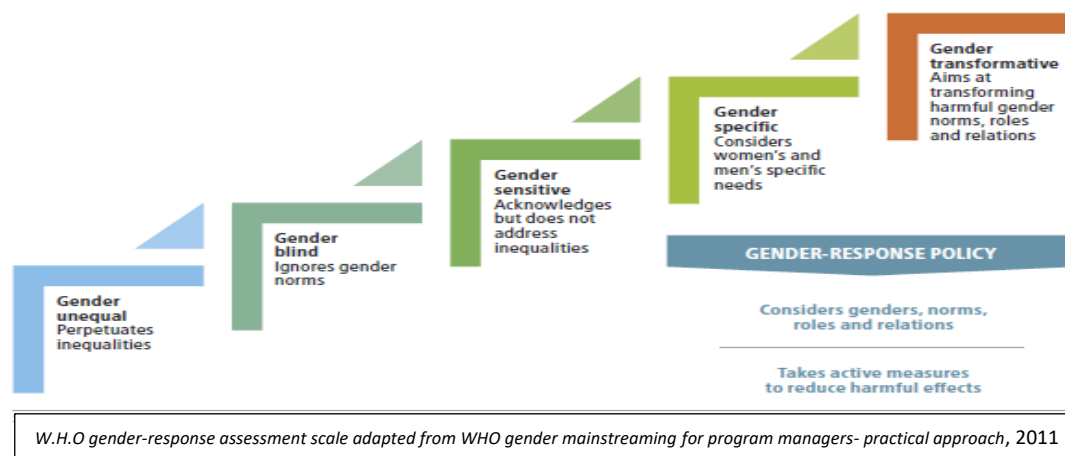 Gender
unequal
Perpetuates
inequalities
Gender
blind
Ignores gender
norms
Gender
sensitive
Acknowledges
but does not
address
inequalities
Gender
specific
Considers
women's and
men's specific
needs
Gender
transformative
Aims at
transforming
harmful gender
norms, roles
and relations
GENDER-RESPONSE POLICY
Considers genders, norms,
roles and relations
Takes active measures
to reduce harmful effects
W.H.O gender-response assessment scale adapted from WHO gender mainstreaming for program managers- practical approach, 2011